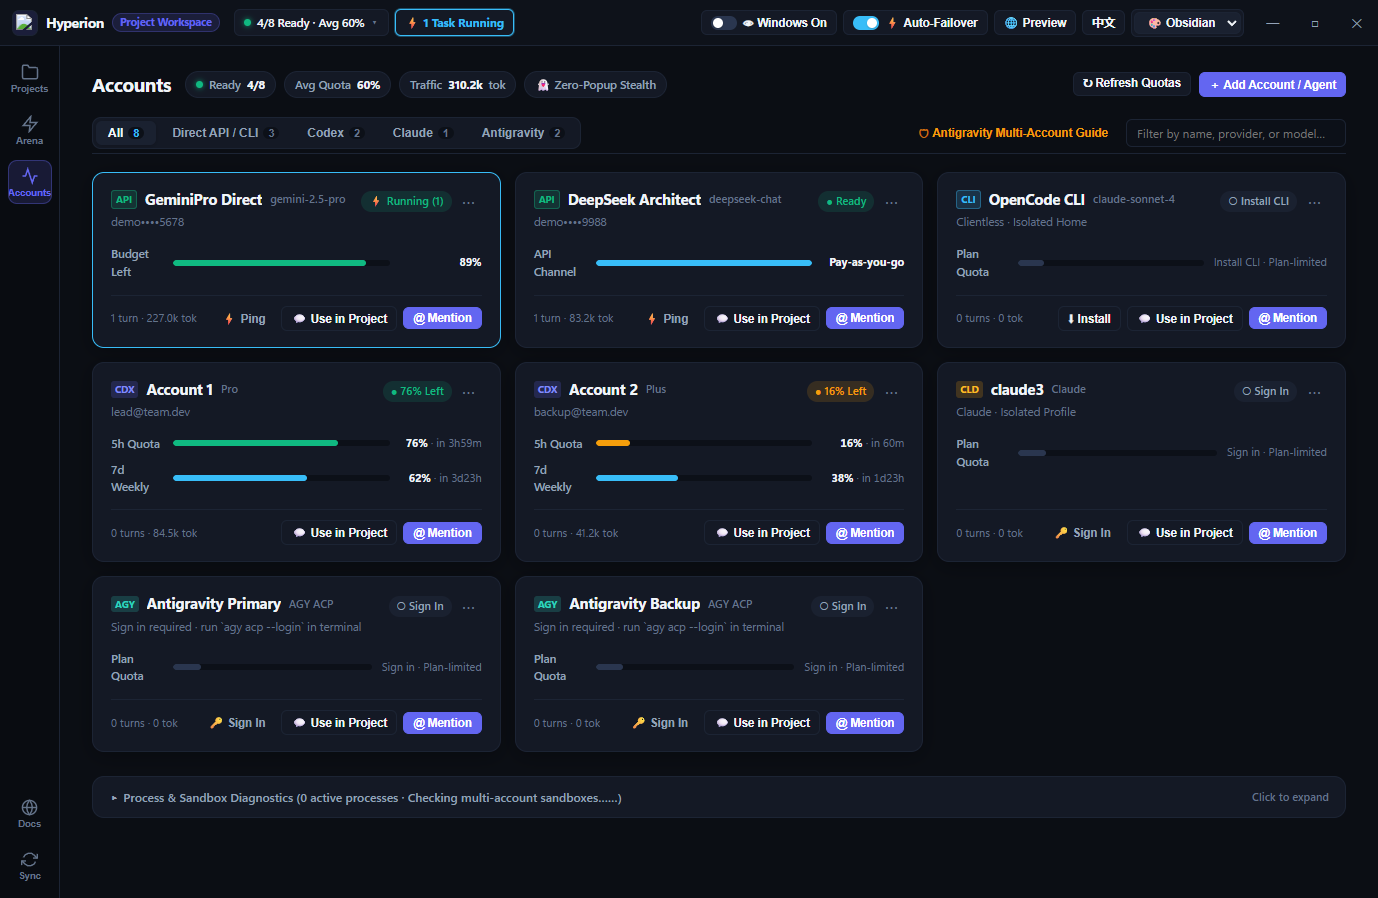 Hyperion Project Workspace 4/8 Ready · Avg 60% 1 Task Running Windows On Auto-Failover Preview 中文 Obsidian
Projects
Arena
Accounts
Docs
Sync
Accounts Ready 4/8 Avg Quota 60% Traffic 310.2k tok Zero-Popup Stealth ↻ Refresh Quotas + Add Account / Agent
All 8 Direct API / CLI 3 Codex 2 Claude 1 Antigravity 2 Antigravity Multi-Account Guide Filter by name, provider, or model...
API GeminiPro Direct gemini-2.5-pro Running (1) ...
demo••••5678
Budget
Left
89%
1 turn · 227.0k tok Ping Use in Project @ Mention
API DeepSeek Architect deepseek-chat Ready ...
demo••••9988
API
Channel
Pay-as-you-go
1 turn · 83.2k tok Ping Use in Project @ Mention
CLI OpenCode CLI claude-sonnet-4 Install CLI ...
Clientless · Isolated Home
Plan
Quota
Install CLI · Plan-limited
0 turns · 0 tok Install Use in Project @ Mention
CDX Account 1 Pro 76% Left ...
lead@team.dev
5h Quota 76% · in 3h59m
7d
Weekly
62% · in 3d23h
0 turns · 84.5k tok Use in Project @ Mention
CDX Account 2 Plus 16% Left ...
backup@team.dev
5h Quota 16% · in 60m
7d
Weekly
38% · in 1d23h
0 turns · 41.2k tok Use in Project @ Mention
CLD claude3 Claude Sign In ...
Claude · Isolated Profile
Plan
Quota
Sign in · Plan-limited
0 turns · 0 tok Sign In Use in Project @ Mention
AGY Antigravity Primary AGY ACP Sign In ...
Sign in required · run `agy acp --login` in terminal
Plan
Quota
Sign in · Plan-limited
0 turns · 0 tok Sign In Use in Project @ Mention
AGY Antigravity Backup AGY ACP Sign In ...
Sign in required · run `agy acp --login` in terminal
Plan
Quota
Sign in · Plan-limited
0 turns · 0 tok Sign In Use in Project @ Mention
▸ Process & Sandbox Diagnostics (0 active processes · Checking multi-account sandboxes......) Click to expand